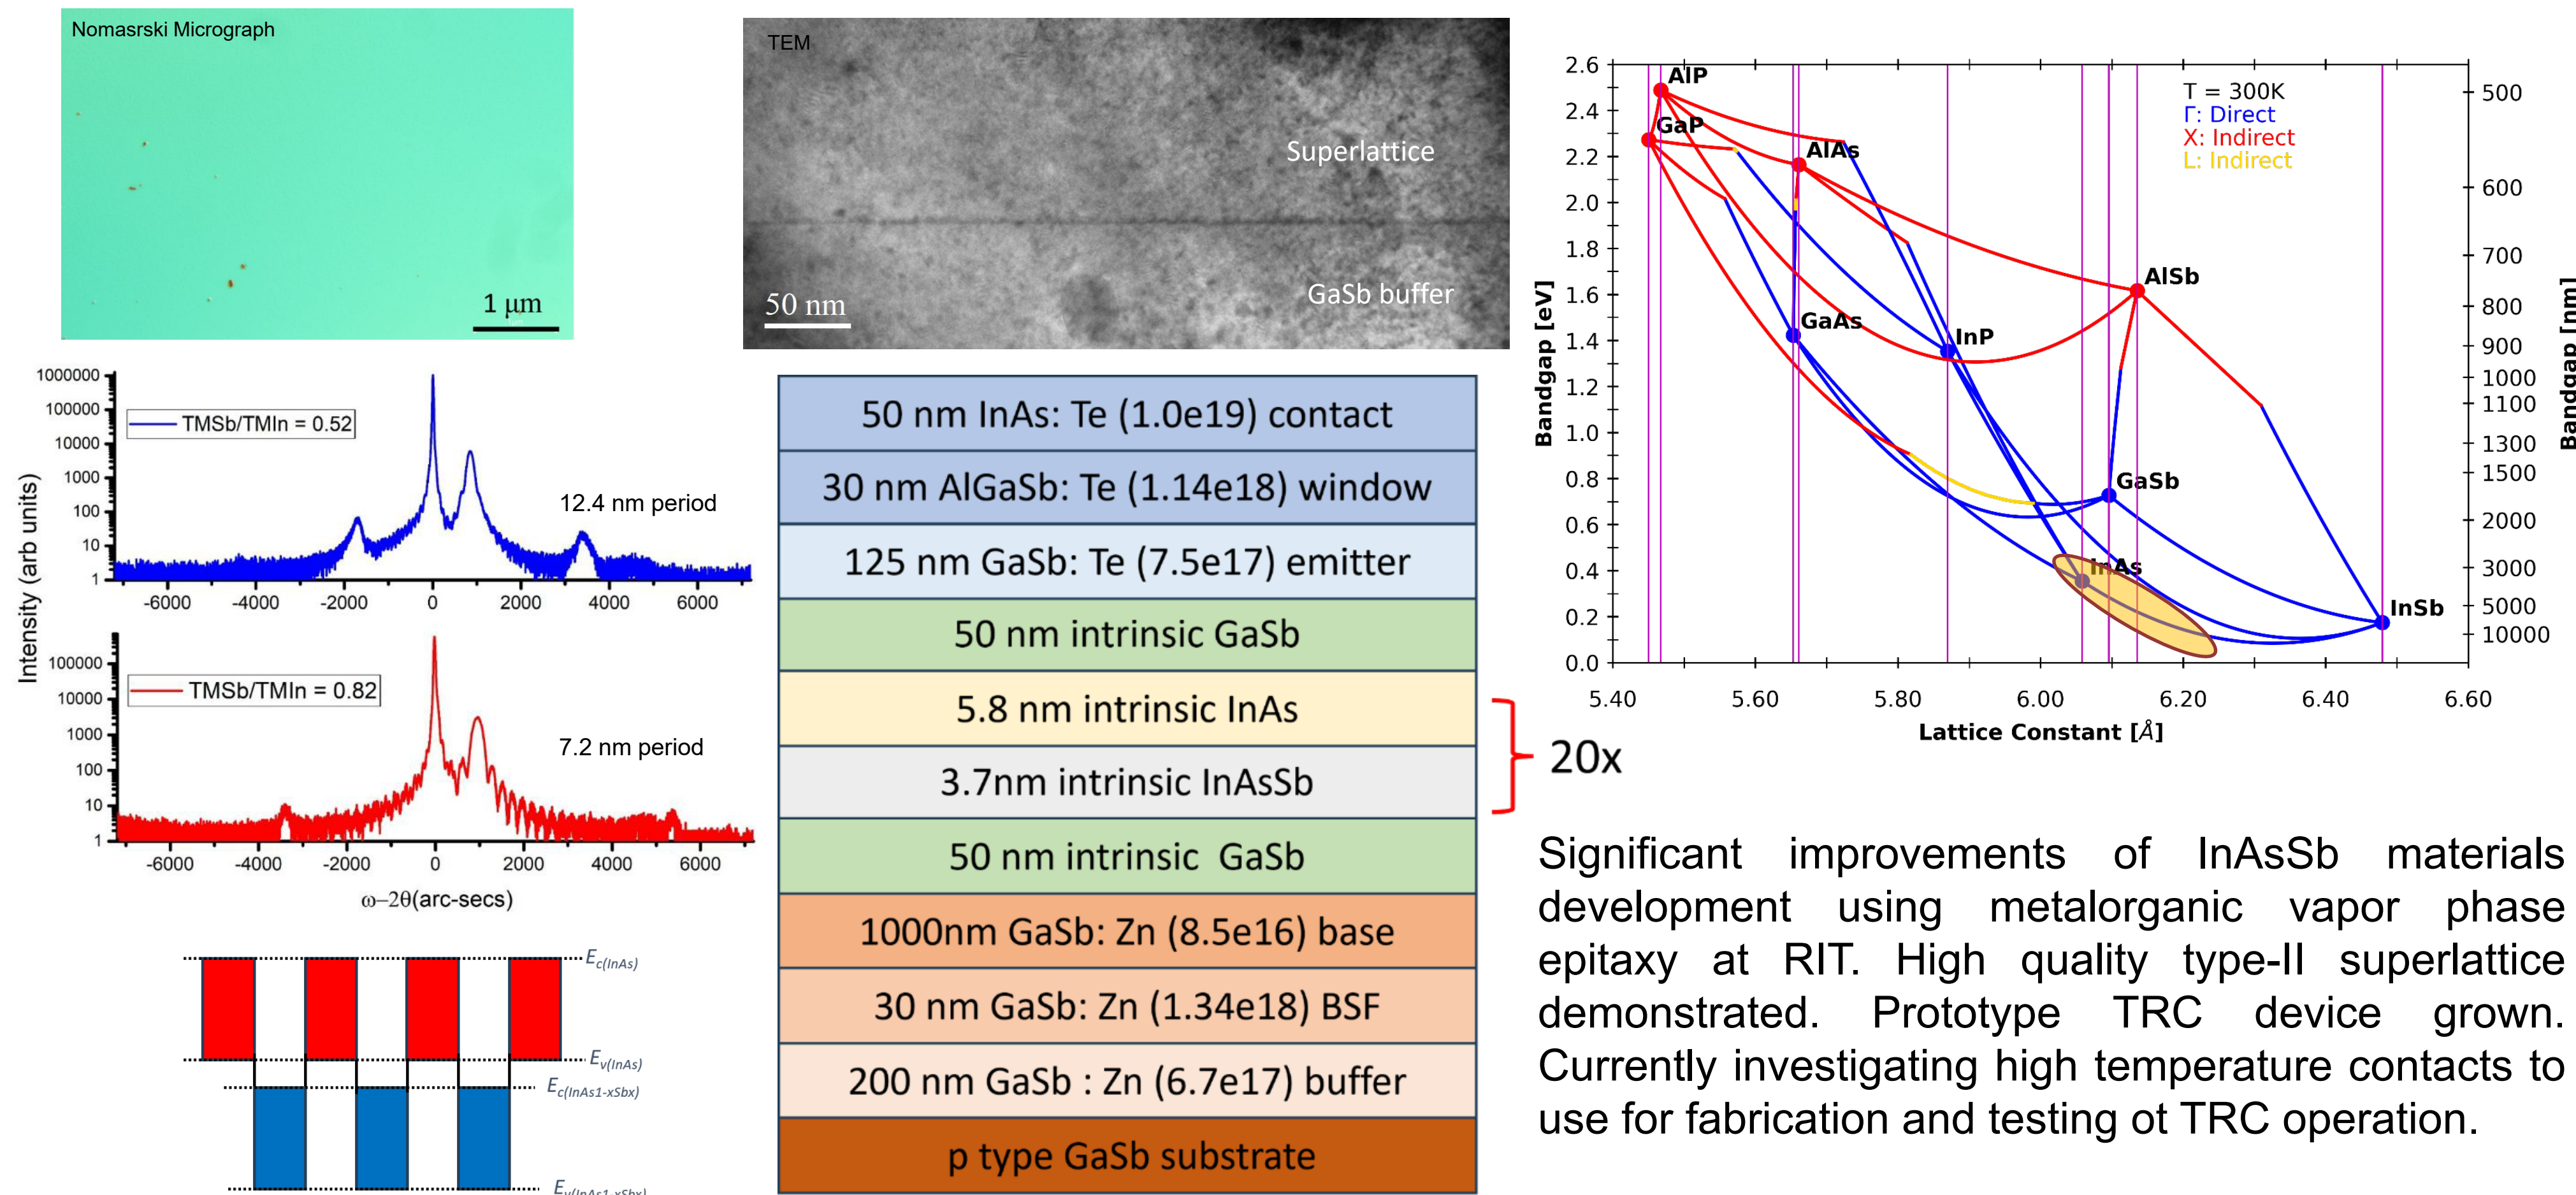 Nomasrski Micrograph
1 μm
TEM
Superlattice
GaSb buffer
50 nm
1000000
100000
10000
1000
100
10
1
TMSb/TMIn = 0.52
12.4 nm period
-6000 -4000 -2000 0 2000 4000 6000
Intensity (arb units)
100000
10000
1000
100
10
1
TMSb/TMIn = 0.82
7.2 nm period
-6000 -4000 -2000 0 2000 4000 6000
ω–2θ(arc-secs)
Ec(InAs)
Ev(InAs)
Ec(InAs1-xSbx)
Ev(InAs1-xSbx)
50 nm InAs: Te (1.0e19) contact
30 nm AlGaSb: Te (1.14e18) window
125 nm GaSb: Te (7.5e17) emitter
50 nm intrinsic GaSb
5.8 nm intrinsic InAs
3.7nm intrinsic InAsSb
20x
50 nm intrinsic GaSb
1000nm GaSb: Zn (8.5e16) base
30 nm GaSb: Zn (1.34e18) BSF
200 nm GaSb : Zn (6.7e17) buffer
p type GaSb substrate
2.6
2.4
2.2
2.0
1.8
1.6
1.4
1.2
1.0
0.8
0.6
0.4
0.2
0.0
Bandgap [eV]
AlP
GaP
AlAs
AlSb
GaAs
InP
GaSb
InAs
InSb
T = 300K
Γ: Direct
X: Indirect
L: Indirect
500
600
700
800
900
1000
1100
1300
1500
2000
3000
5000
10000
Bandgap [nm]
5.40 5.60 5.80 6.00 6.20 6.40 6.60
Lattice Constant [Å]
Significant improvements of InAsSb materials
development using metalorganic vapor phase
epitaxy at RIT. High quality type-II superlattice
demonstrated. Prototype TRC device grown.
Currently investigating high temperature contacts to
use for fabrication and testing ot TRC operation.